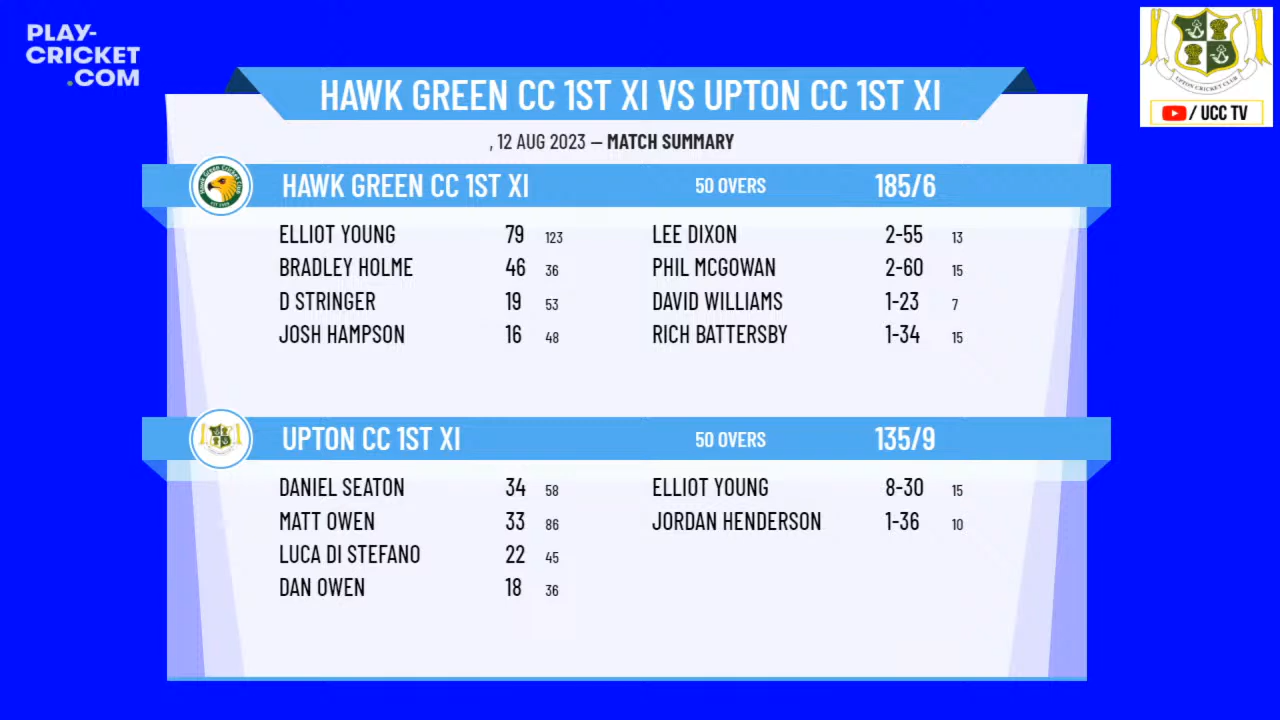 PLAY-
CRICKET
.COM
UPTON CRICKET CLUB
/ UCC TV
HAWK GREEN CC 1ST XI VS UPTON CC 1ST XI
, 12 AUG 2023 – MATCH SUMMARY
HAWK GREEN CC 1ST XI 50 OVERS 185/6
ELLIOT YOUNG 79 123 LEE DIXON 2-55 13
BRADLEY HOLME 46 36 PHIL MCGOWAN 2-60 15
D STRINGER 19 53 DAVID WILLIAMS 1-23 7
JOSH HAMPSON 16 48 RICH BATTERSBY 1-34 15
UPTON CC 1ST XI 50 OVERS 135/9
DANIEL SEATON 34 58 ELLIOT YOUNG 8-30 15
MATT OWEN 33 86 JORDAN HENDERSON 1-36 10
LUCA DI STEFANO 22 45
DAN OWEN 18 36